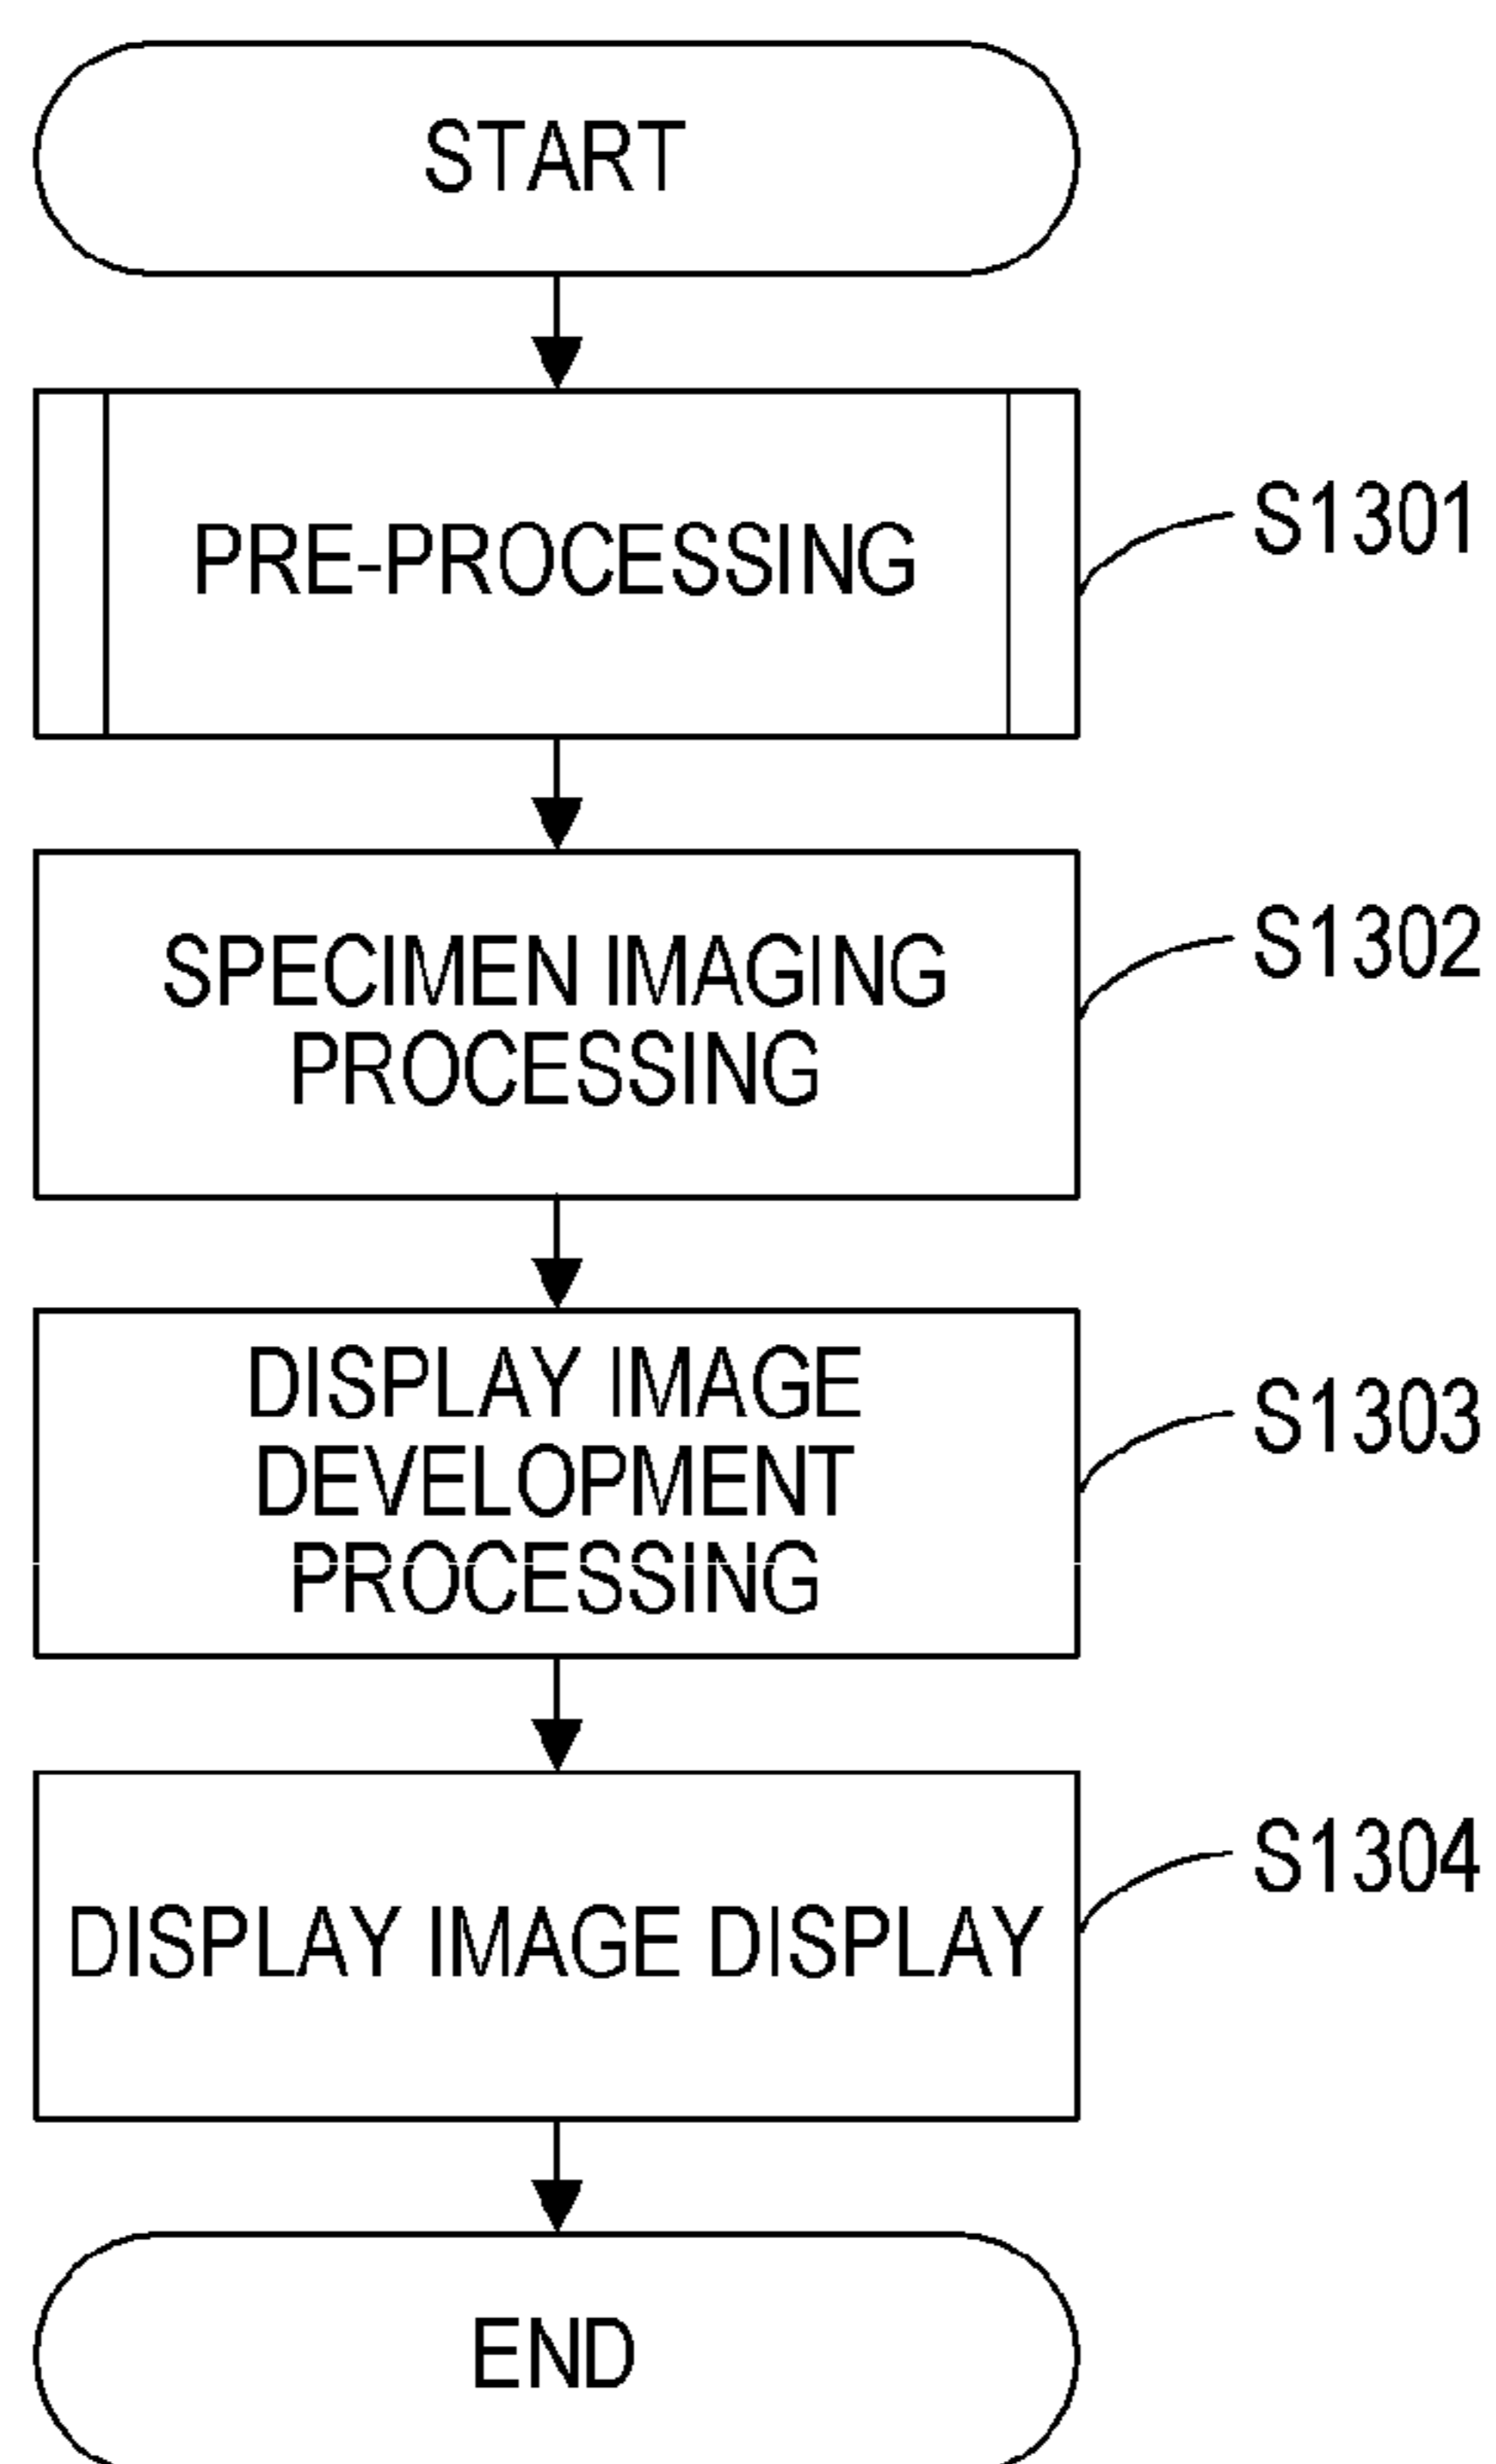 START
PRE-PROCESSING
S1301
SPECIMEN IMAGING
PROCESSING
S1302
DISPLAY IMAGE
DEVELOPMENT
PROCESSING
S1303
DISPLAY IMAGE DISPLAY
S1304
END